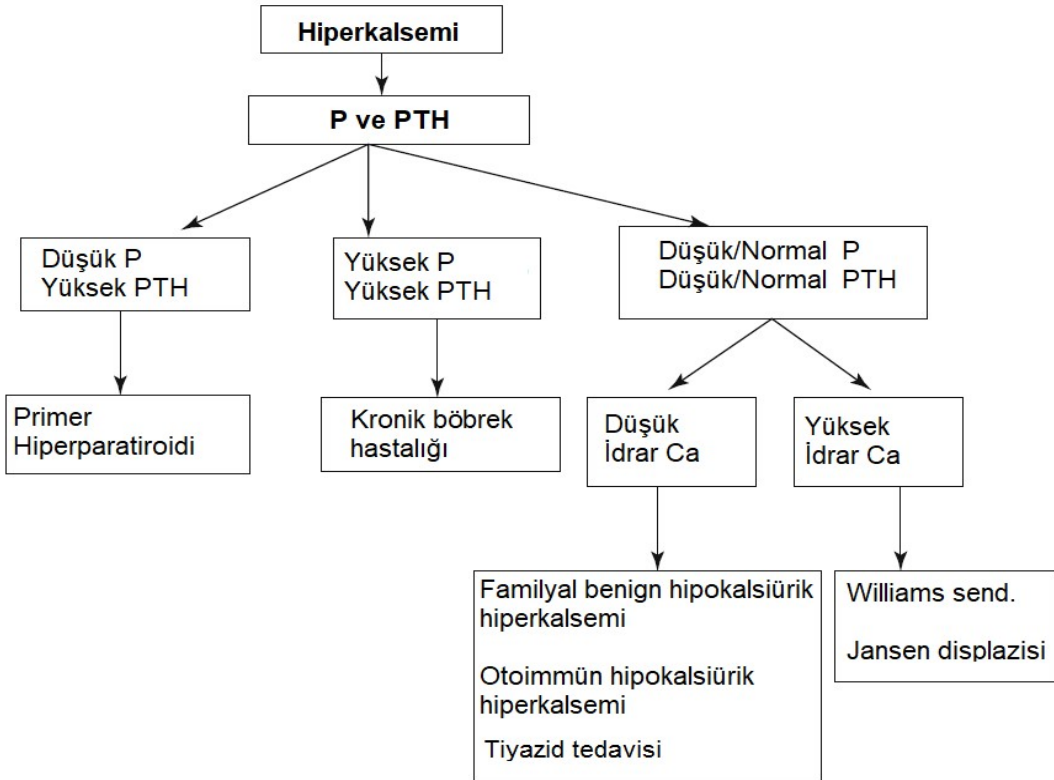 Hiperkalsemi
P ve PTH
Düşük P
Yüksek PTH
Yüksek P
Yüksek PTH
Düşük/Normal P
Düşük/Normal PTH
Primer
Hiperparatiroidi
Kronik böbrek
hastalığı
Düşük
İdrar Ca
Yüksek
İdrar Ca
Familyal benign hipokalsiürik
hiperkalsemi
Otoimmün hipokalsiürik
hiperkalsemi
Tiyazid tedavisi
Williams send.
Jansen displazisi